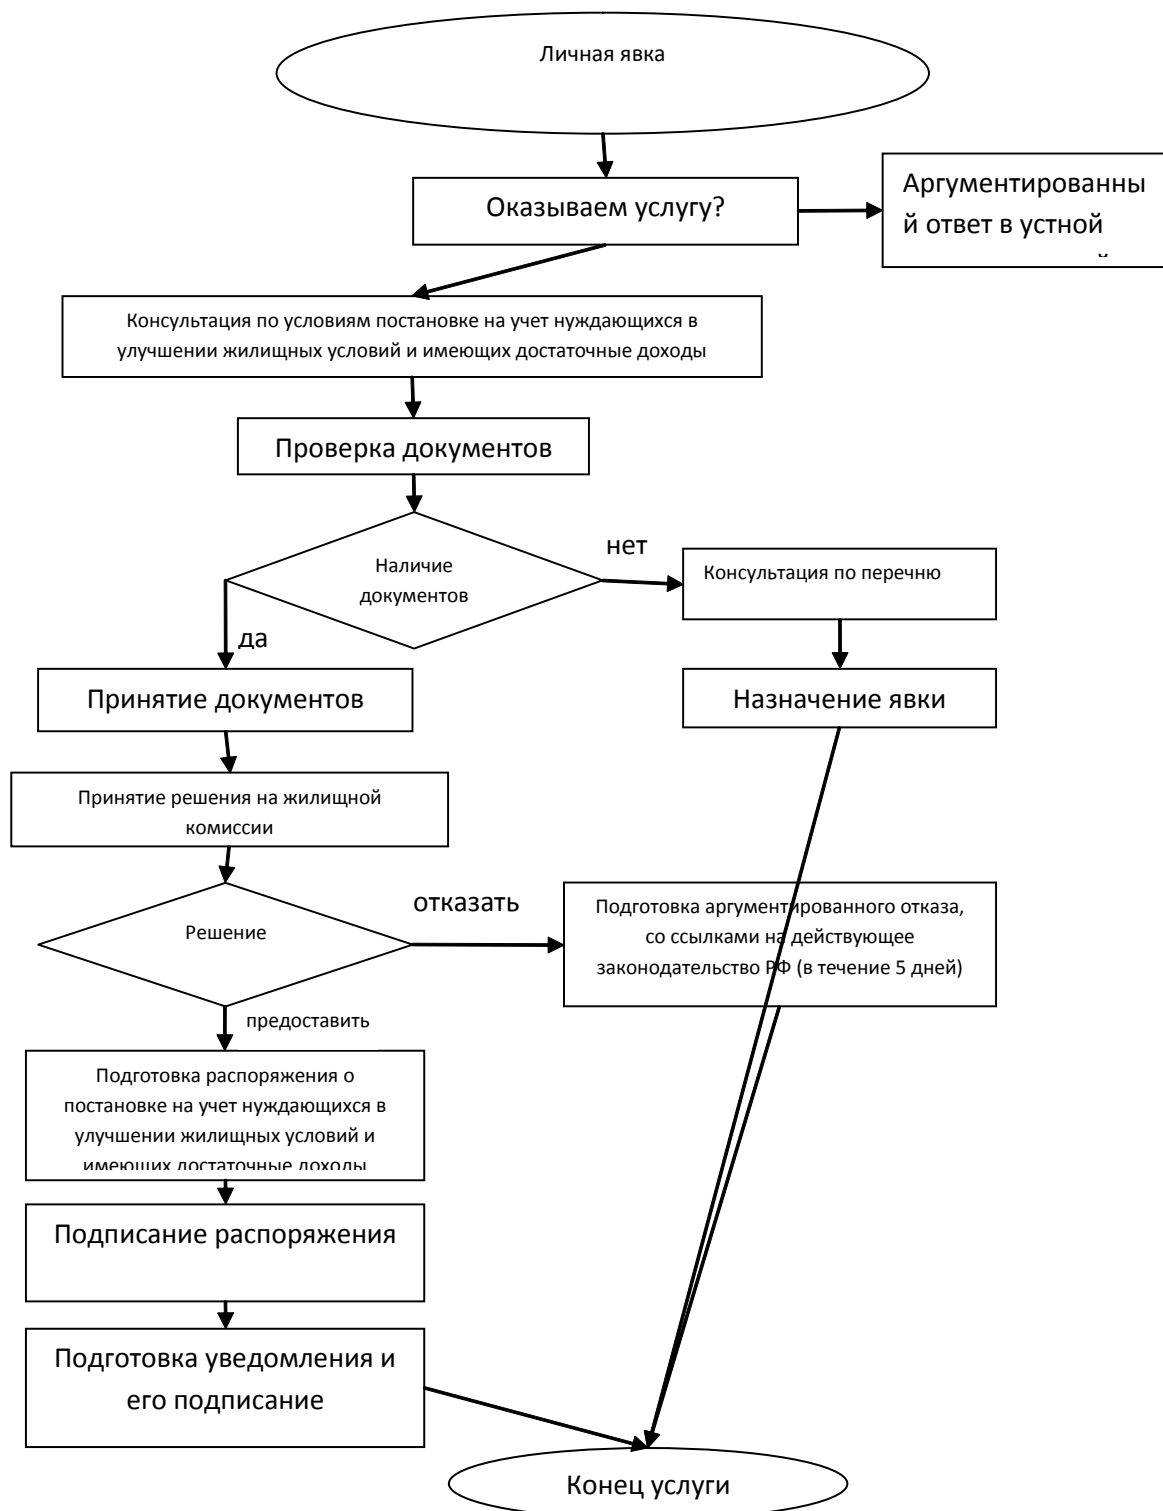 Личная явка
Оказываем услугу?
Аргументированны
й ответ в устной
Консультация по условиям постановке на учет нуждающихся в
улучшении жилищных условий и имеющих достаточные доходы
Проверка документов
Наличие
документов
нет
Консультация по перечню
да
Принятие документов
Назначение явки
Принятие решения на жилищной
комиссии
Решение
отказать
Подготовка аргументированного отказа,
со ссылками на действующее
законодательство РФ (в течение 5 дней)
предоставить
Подготовка распоряжения о
постановке на учет нуждающихся в
улучшении жилищных условий и
имеющих достаточные доходы
Подписание распоряжения
Подготовка уведомления и
его подписание
Конец услуги